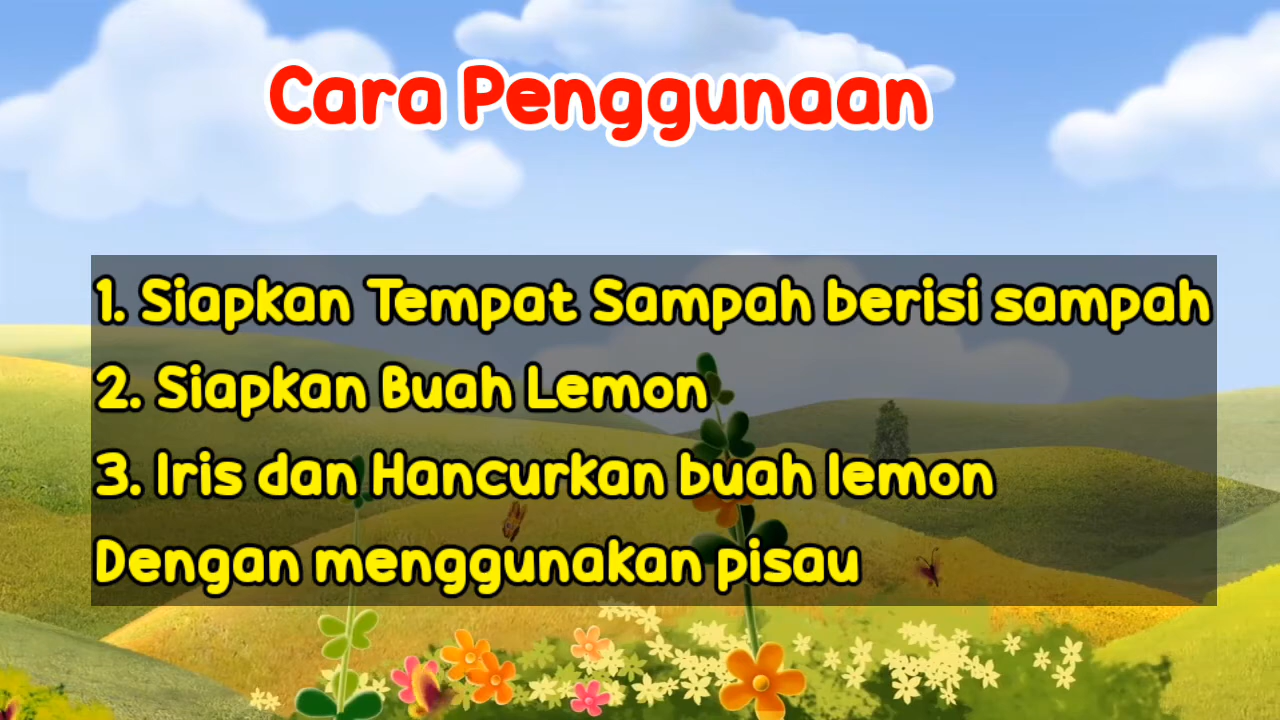 Cara Penggunaan
1. Siapkan Tempat Sampah berisi sampah
2. Siapkan Buah Lemon
3. Iris dan Hancurkan buah lemon
Dengan menggunakan pisau